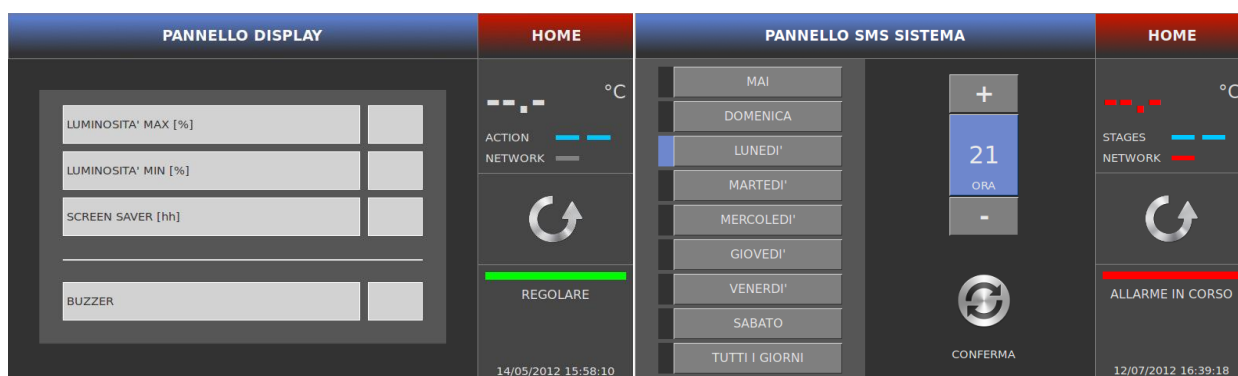 PANNELLO DISPLAY
HOME
LUMINOSITA' MAX [%]
LUMINOSITA' MIN [%]
SCREEN SAVER [hh]
BUZZER
--.- °C
ACTION
NETWORK
REGOLARE
14/05/2012 15:58:10
PANNELLO SMS SISTEMA
HOME
MAI
DOMENICA
LUNEDI'
MARTEDI'
MERCOLEDI'
GIOVEDI'
VENERDI'
SABATO
TUTTI I GIORNI
+
21
ORA
-
CONFERMA
--.- °C
STAGES
NETWORK
ALLARME IN CORSO
12/07/2012 16:39:18